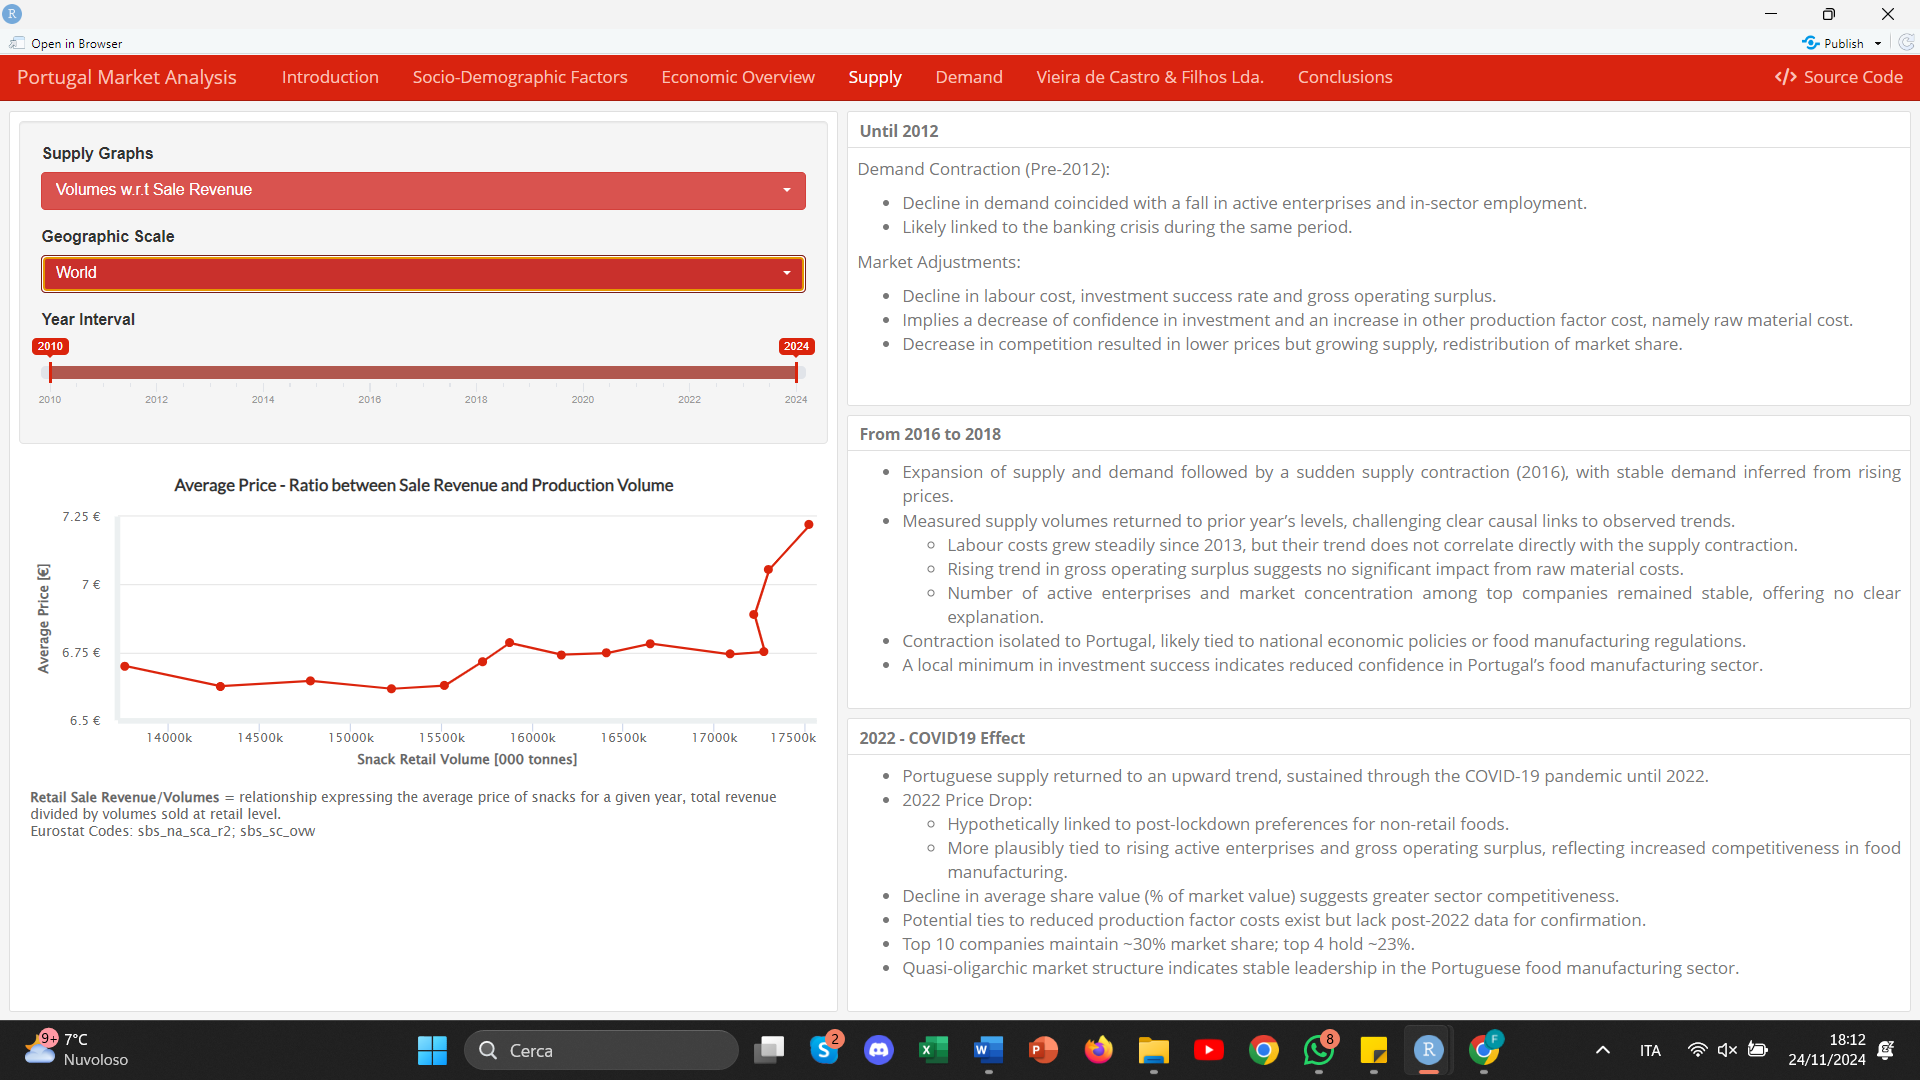 R
Open in Browser
Publish
Portugal Market Analysis
Introduction
Socio-Demographic Factors
Economic Overview
Supply
Demand
Vieira de Castro & Filhos Lda.
Conclusions
</> Source Code
Supply Graphs
Volumes w.r.t Sale Revenue
Geographic Scale
World
Year Interval
2010
2024
2010
2012
2014
2016
2018
2020
2022
2024
Average Price - Ratio between Sale Revenue and Production Volume
7.25 €
7 €
6.75 €
6.5 €
Average Price [€]
14000k
14500k
15000k
15500k
16000k
16500k
17000k
17500k
Snack Retail Volume [000 tonnes]
Retail Sale Revenue/Volumes = relationship expressing the average price of snacks for a given year, total revenue
divided by volumes sold at retail level.
Eurostat Codes: sbs_na_sca_r2; sbs_sc_ovw
Until 2012
Demand Contraction (Pre-2012):
• Decline in demand coincided with a fall in active enterprises and in-sector employment.
• Likely linked to the banking crisis during the same period.
Market Adjustments:
• Decline in labour cost, investment success rate and gross operating surplus.
• Implies a decrease of confidence in investment and an increase in other production factor cost, namely raw material cost.
• Decrease in competition resulted in lower prices but growing supply, redistribution of market share.
From 2016 to 2018
• Expansion of supply and demand followed by a sudden supply contraction (2016), with stable demand inferred from rising
prices.
• Measured supply volumes returned to prior year's levels, challenging clear causal links to observed trends.
◦ Labour costs grew steadily since 2013, but their trend does not correlate directly with the supply contraction.
◦ Rising trend in gross operating surplus suggests no significant impact from raw material costs.
◦ Number of active enterprises and market concentration among top companies remained stable, offering no clear
explanation.
• Contraction isolated to Portugal, likely tied to national economic policies or food manufacturing regulations.
• A local minimum in investment success indicates reduced confidence in Portugal's food manufacturing sector.
2022 - COVID19 Effect
• Portuguese supply returned to an upward trend, sustained through the COVID-19 pandemic until 2022.
• 2022 Price Drop:
◦ Hypothetically linked to post-lockdown preferences for non-retail foods.
◦ More plausibly tied to rising active enterprises and gross operating surplus, reflecting increased competitiveness in food
manufacturing.
• Decline in average share value (% of market value) suggests greater sector competitiveness.
• Potential ties to reduced production factor costs exist but lack post-2022 data for confirmation.
• Top 10 companies maintain ~30% market share; top 4 hold ~23%.
• Quasi-oligarchic market structure indicates stable leadership in the Portuguese food manufacturing sector.
9+
7°C
Nuvoloso
Cerca
S
2
X
W
P
8
R
F
ITA
18:12
24/11/2024